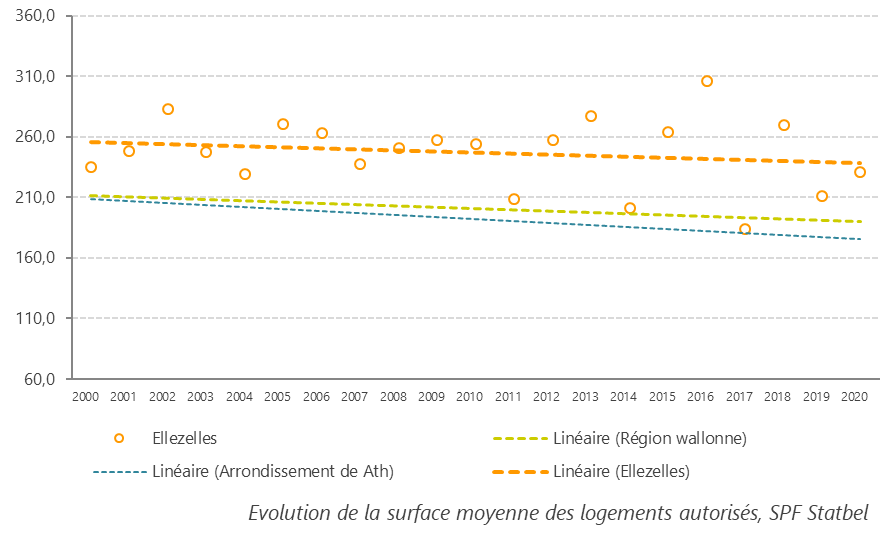 360,0
310,0
260,0
210,0
160,0
110,0
60,0
2000 2001 2002 2003 2004 2005 2006 2007 2008 2009 2010 2011 2012 2013 2014 2015 2016 2017 2018 2019 2020
Ellezelles Linéaire (Région wallonne)
Linéaire (Arrondissement de Ath) Linéaire (Ellezelles)
Evolution de la surface moyenne des logements autorisés, SPF Statbel